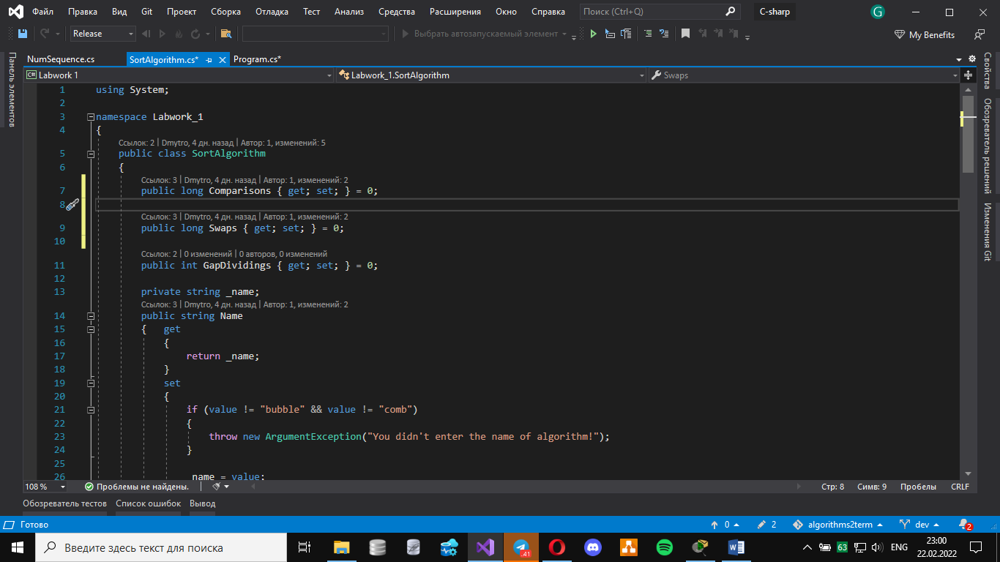 Файл Правка Вид Git Проект Сборка Отладка Тест Анализ Средства Расширения Окно Справка Поиск (Ctrl+Q) C-sharp G
Release Выбрать автозапускаемый элемент My Benefits
NumSequence.cs SortAlgorithm.cs* Program.cs*
C# Labwork 1 Labwork_1.SortAlgorithm Swaps
Панель элементов
Свойства
Обозреватель решений
Изменения Git
1 using System;
2
3 namespace Labwork_1
4 {
Ссылок: 2 | Dmytro, 4 дн. назад | Автор: 1, изменений: 5
5 public class SortAlgorithm
6 {
Ссылок: 3 | Dmytro, 4 дн. назад | Автор: 1, изменений: 2
7 public long Comparisons { get; set; } = 0;
8
Ссылок: 3 | Dmytro, 4 дн. назад | Автор: 1, изменений: 2
9 public long Swaps { get; set; } = 0;
10
Ссылок: 2 | 0 изменений | 0 авторов, 0 изменений
11 public int GapDividings { get; set; } = 0;
12
13 private string _name;
Ссылок: 3 | Dmytro, 4 дн. назад | Автор: 1, изменений: 2
14 public string Name
15 { get
16 {
17 return _name;
18 }
19 set
20 {
21 if (value != "bubble" && value != "comb")
22 {
23 throw new ArgumentException("You didn't enter the name of algorithm!");
24 }
25
26 _name = value;
108 % Проблемы не найдены. Стр: 8 Симв: 9 Пробелы CRLF
Обозреватель тестов Список ошибок Вывод
Готово 0 2 algorithms2term dev 2
Введите здесь текст для поиска 41 63 ENG 23:00
22.02.2022